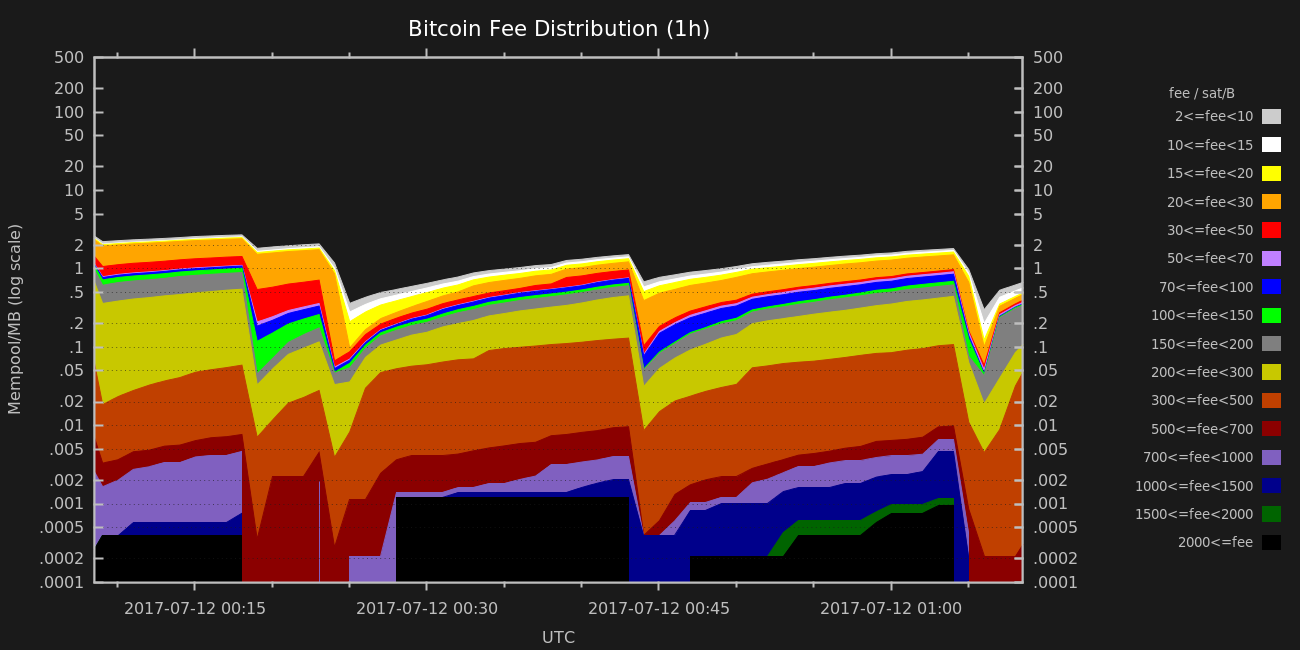 Bitcoin Fee Distribution (1h)
500 500
200 200
100 100
50 50
20 20
10 10
5 5
2 2
1 1
.5 .5
.2 .2
.1 .1
.05 .05
.02 .02
.01 .01
.005 .005
.002 .002
.001 .001
.0005 .0005
.0002 .0002
.0001 .0001
Mempool/MB (log scale)
2017-07-12 00:15 2017-07-12 00:30 2017-07-12 00:45 2017-07-12 01:00
UTC
fee / sat/B
2<=fee<10
10<=fee<15
15<=fee<20
20<=fee<30
30<=fee<50
50<=fee<70
70<=fee<100
100<=fee<150
150<=fee<200
200<=fee<300
300<=fee<500
500<=fee<700
700<=fee<1000
1000<=fee<1500
1500<=fee<2000
2000<=fee